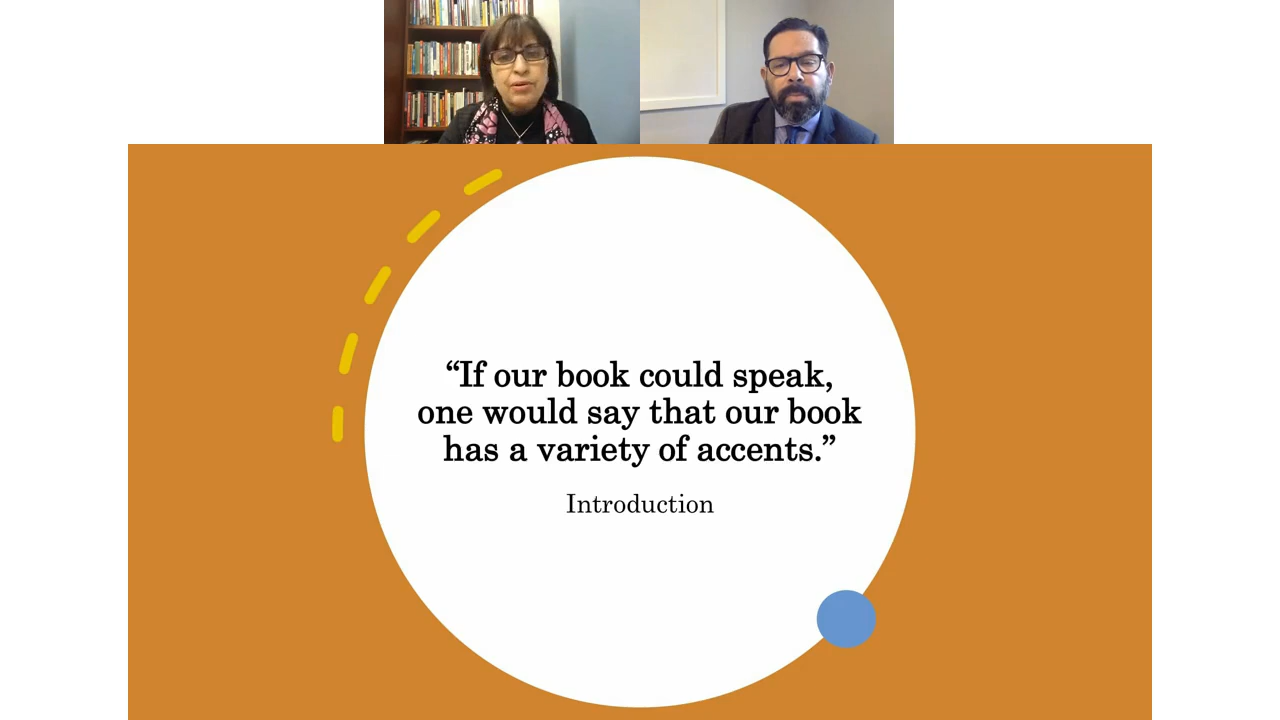 “If our book could speak,
one would say that our book
has a variety of accents.”
Introduction